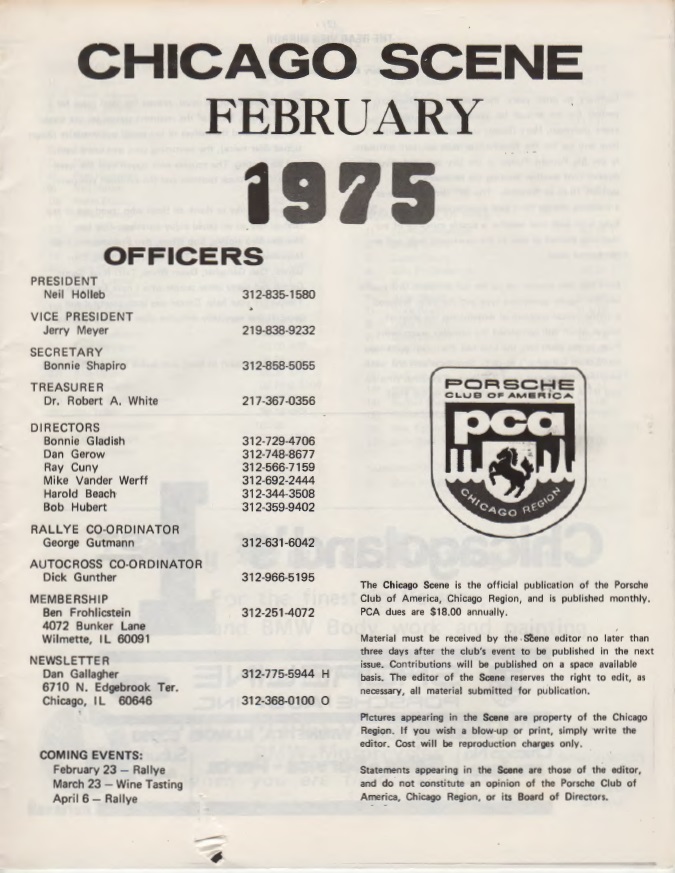 CHICAGO SCENE
FEBRUARY
1975
OFFICERS
PRESIDENT
Neil Holleb 312-835-1580
VICE PRESIDENT
Jerry Meyer 219-838-9232
SECRETARY
Bonnie Shapiro 312-858-5055
TREASURER
Dr. Robert A. White 217-367-0356
DIRECTORS
Bonnie Gladish 312-729-4706
Dan Gerow 312-748-8677
Ray Cuny 312-566-7159
Mike Vander Werff 312-692-2444
Harold Beach 312-344-3508
Bob Hubert 312-359-9402
RALLYE CO-ORDINATOR
George Gutmann 312-631-6042
AUTOCROSS CO-ORDINATOR
Dick Gunther 312-966-5195
MEMBERSHIP
Ben Frohlicstein 312-251-4072
4072 Bunker Lane
Wilmette, IL 60091
NEWSLETTER
Dan Gallagher 312-775-5944 H
6710 N. Edgebrook Ter.
Chicago, IL 60646 312-368-0100 O
COMING EVENTS:
February 23 — Rallye
March 23 — Wine Tasting
April 6 — Rallye
PORSCHE
CLUB OF AMERICA
pca
CHICAGO REGION
The Chicago Scene is the official publication of the Porsche
Club of America, Chicago Region, and is published monthly.
PCA dues are $18.00 annually.
Material must be received by the Scene editor no later than
three days after the club's event to be published in the next
issue. Contributions will be published on a space available
basis. The editor of the Scene reserves the right to edit, as
necessary, all material submitted for publication.
Pictures appearing in the Scene are property of the Chicago
Region. If you wish a blow-up or print, simply write the
editor. Cost will be reproduction charges only.
Statements appearing in the Scene are those of the editor,
and do not constitute an opinion of the Porsche Club of
America, Chicago Region, or its Board of Directors.